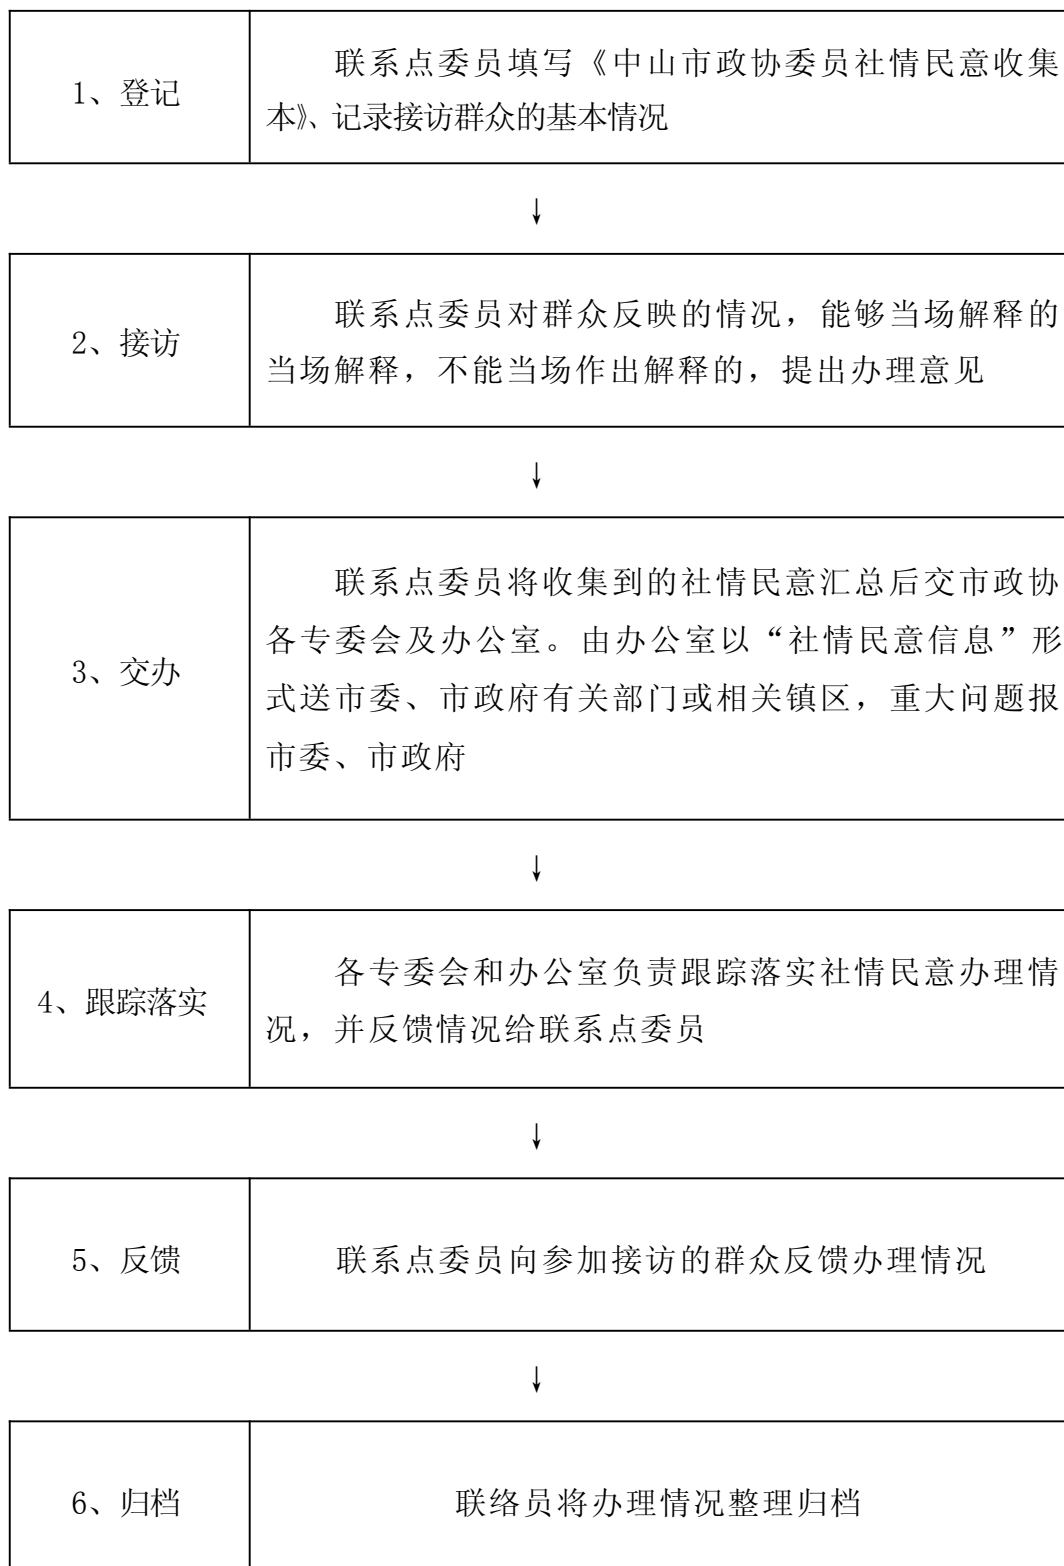 1、登记
联系点委员填写《中山市政协委员社情民意收集
本》、记录接访群众的基本情况
↓
2、接访
联系点委员对群众反映的情况，能够当场解释的
当场解释，不能当场作出解释的，提出办理意见
↓
3、交办
联系点委员将收集到的社情民意汇总后交市政协
各专委会及办公室。由办公室以“社情民意信息”形
式送市委、市政府有关部门或相关镇区，重大问题报
市委、市政府
↓
4、跟踪落实
各专委会和办公室负责跟踪落实社情民意办理情
况，并反馈情况给联系点委员
↓
5、反馈
联系点委员向参加接访的群众反馈办理情况
↓
6、归档
联络员将办理情况整理归档